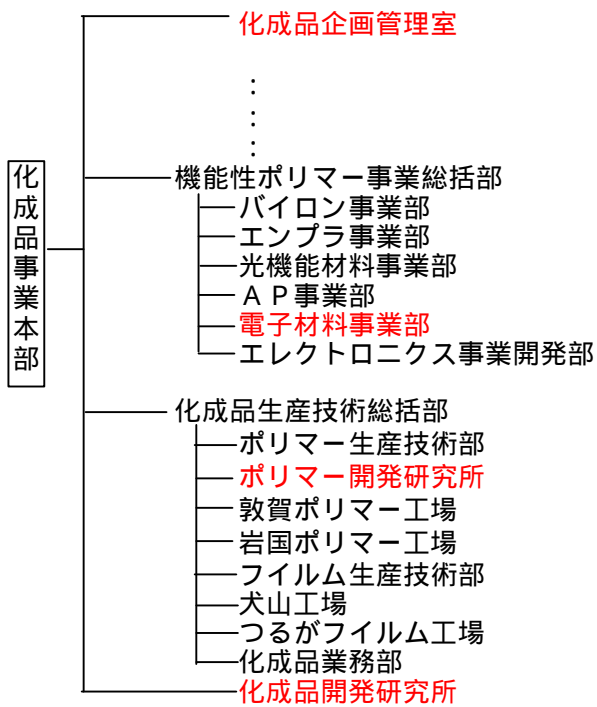 化成品企画管理室
：
：
：
化成品事業本部
機能性ポリマー事業総括部
バイロン事業部
エンプラ事業部
光機能材料事業部
ＡＰ事業部
電子材料事業部
エレクトロニクス事業開発部
化成品生産技術総括部
ポリマー生産技術部
ポリマー開発研究所
敦賀ポリマー工場
岩国ポリマー工場
フイルム生産技術部
犬山工場
つるがフイルム工場
化成品業務部
化成品開発研究所